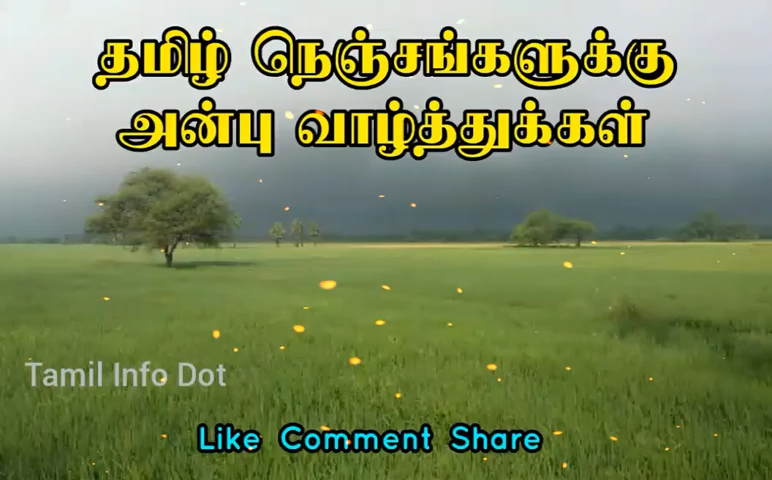 தமிழ் நெஞ்சங்களுக்கு
அன்பு வாழ்த்துக்கள்
Tamil Info Dot
Like Comment Share